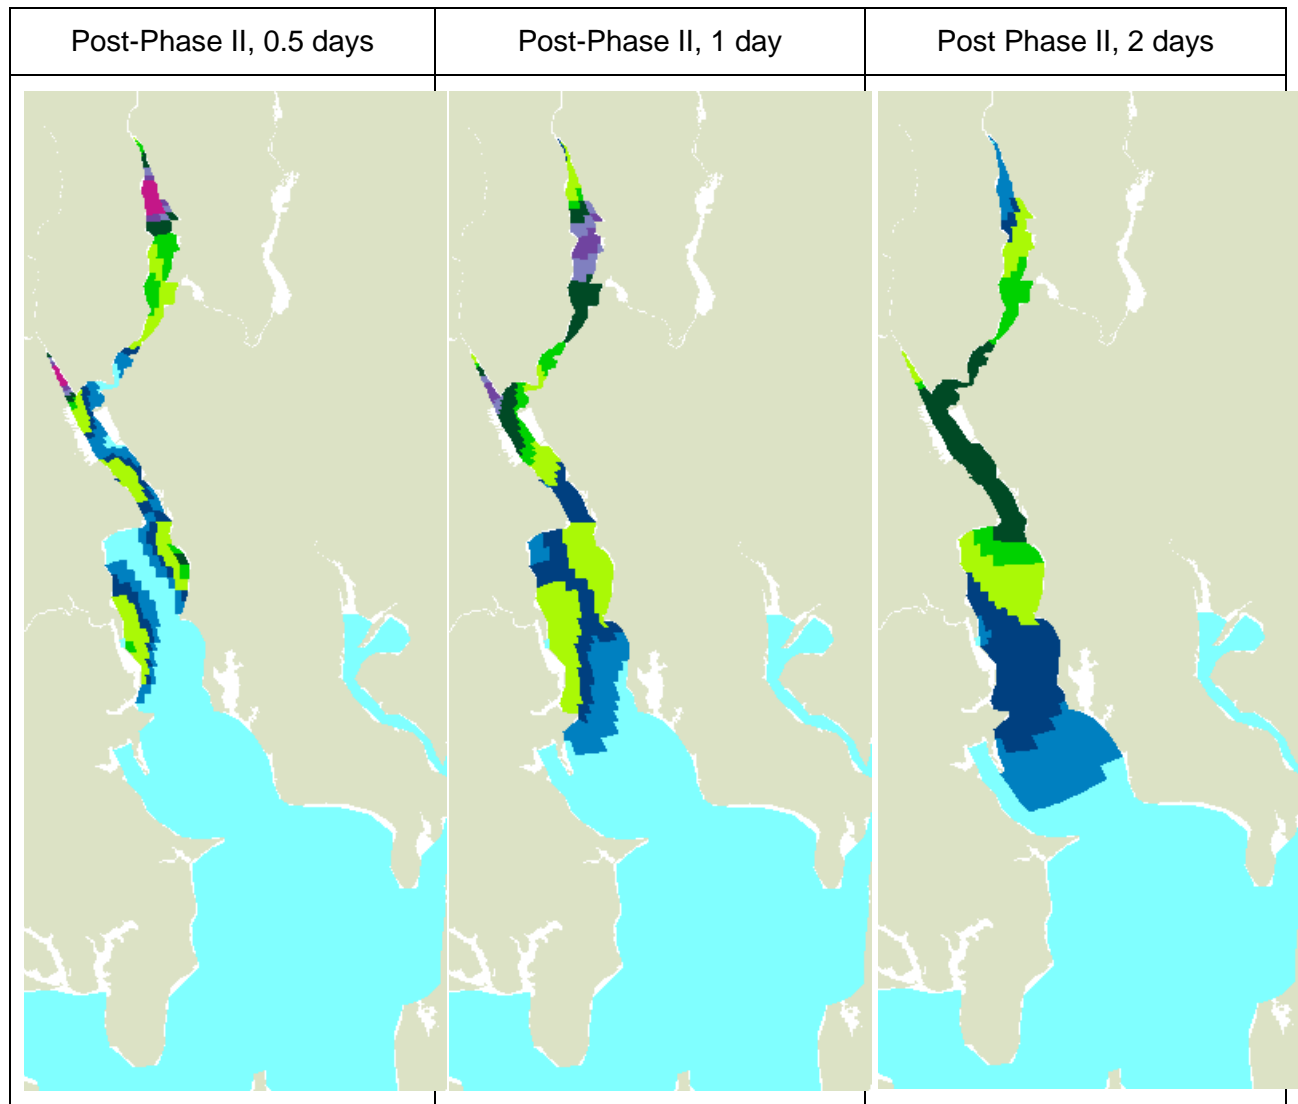 Post-Phase II, 0.5 days
Post-Phase II, 1 day
Post Phase II, 2 days